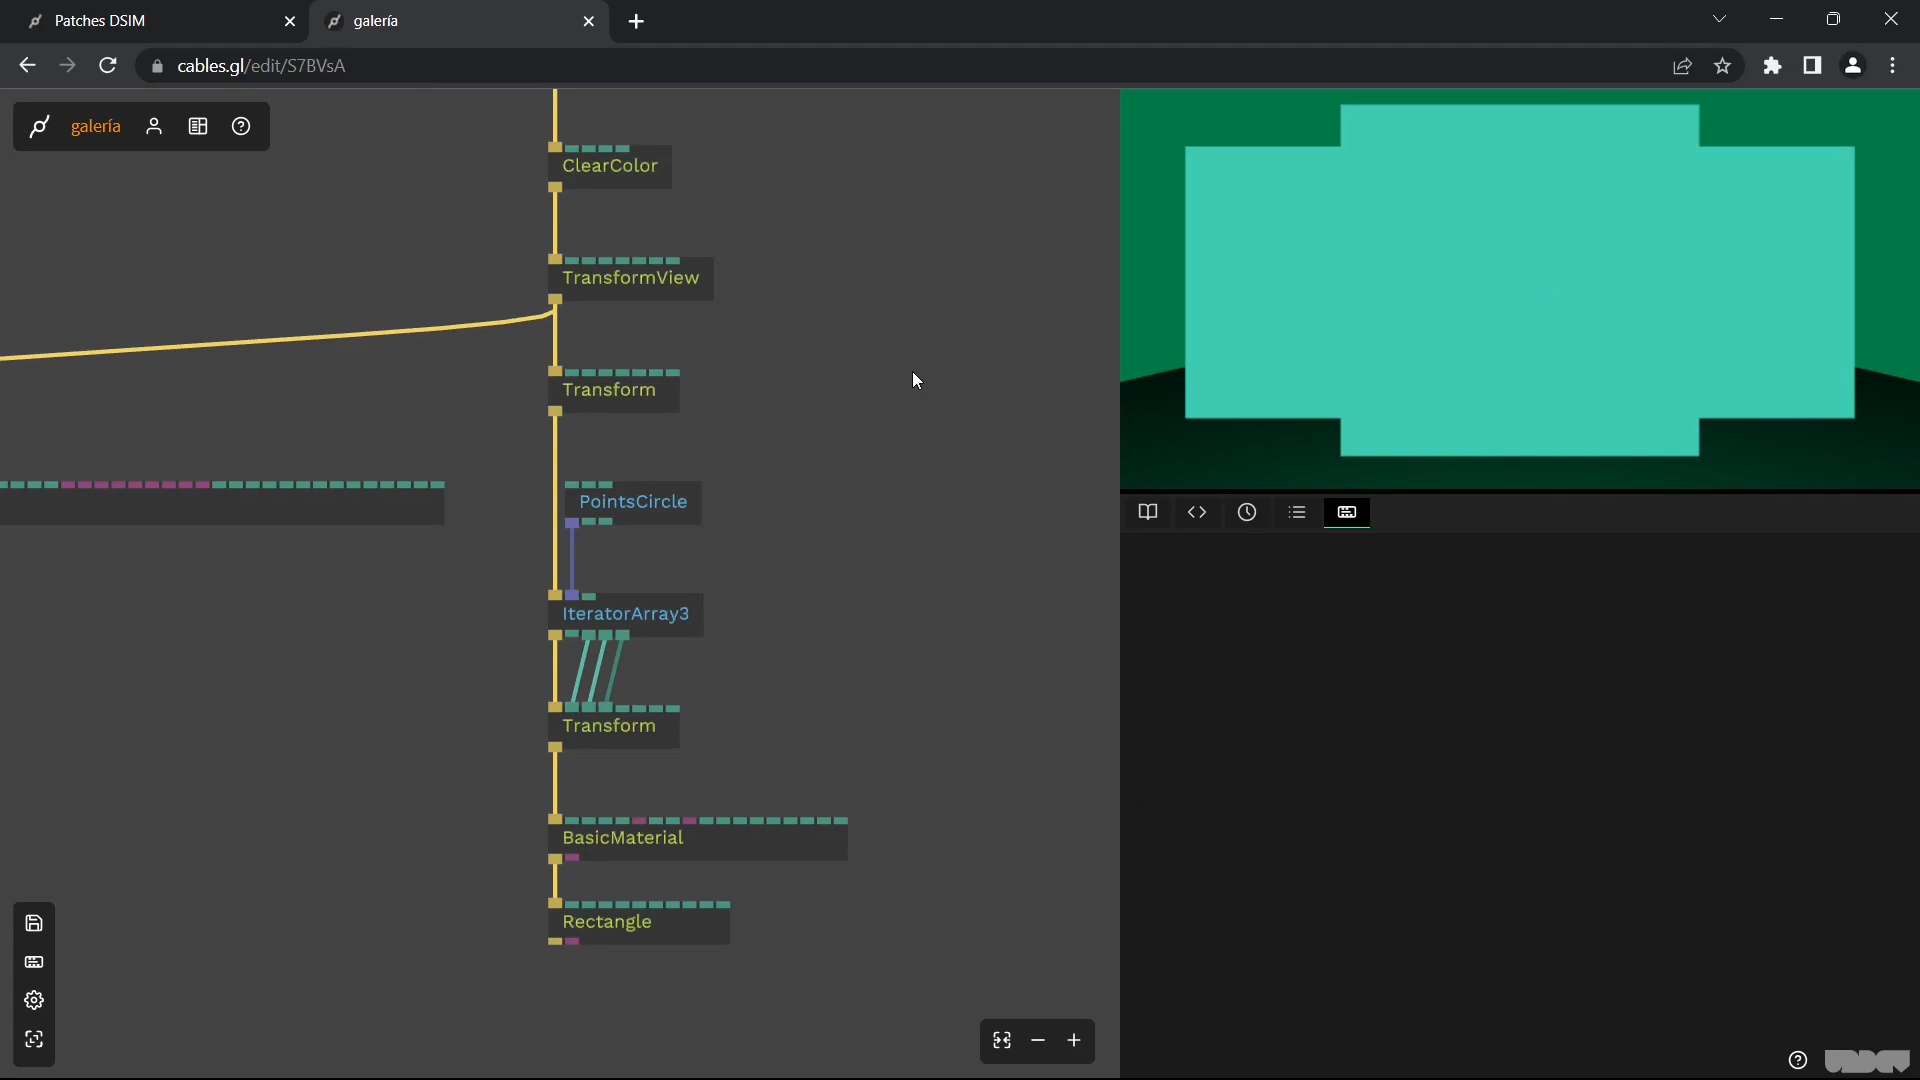 Patches DSIM
galería
cables.gl/edit/S7BVsA
galería
ClearColor
TransformView
Transform
PointsCircle
IteratorArray3
Transform
BasicMaterial
Rectangle